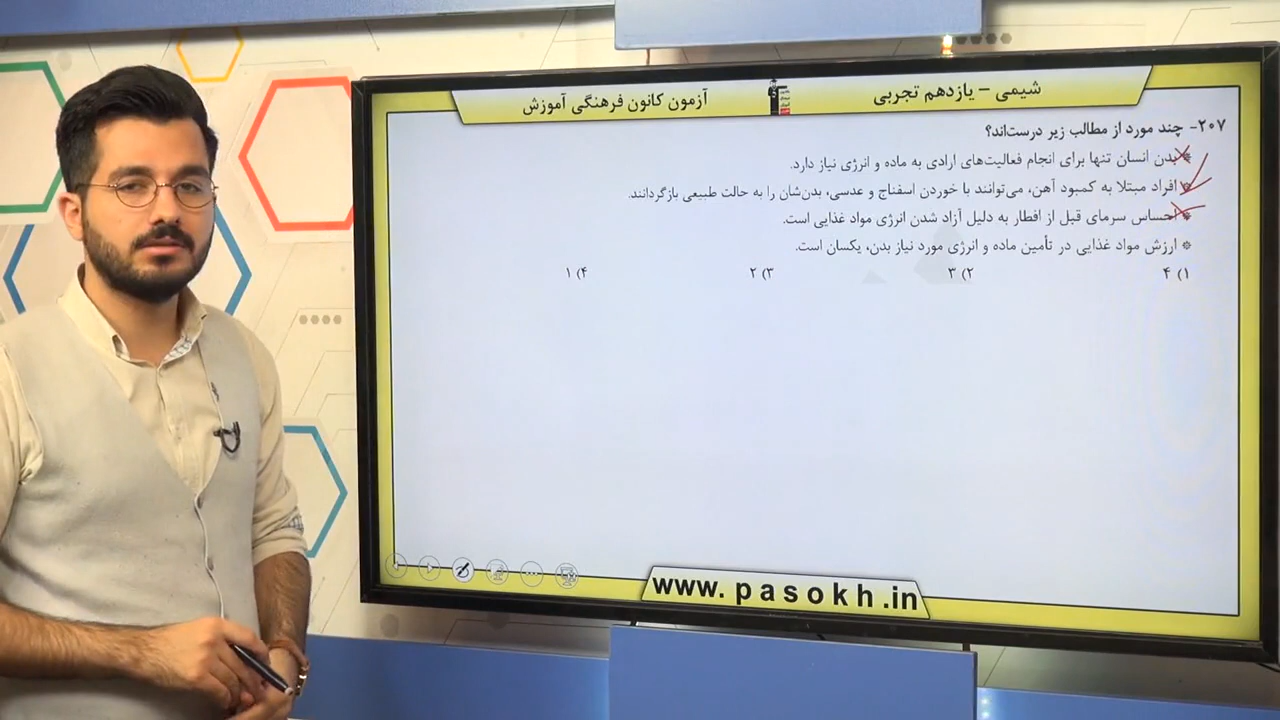 شیمی – یازدهم تجربی
آزمون کانون فرهنگی آموزش
۲۰۷- چند مورد از مطالب زیر درست‌اند؟
بدن انسان تنها برای انجام فعالیت‌های ارادی به ماده و انرژی نیاز دارد.
افراد مبتلا به کمبود آهن، می‌توانند با خوردن اسفناج و عدسی، بدن‌شان را به حالت طبیعی بازگردانند.
احساس سرمای قبل از افطار به دلیل آزاد شدن انرژی مواد غذایی است.
ارزش مواد غذایی در تأمین ماده و انرژی مورد نیاز بدن، یکسان است.
۱) ۴ ۲) ۳ ۳) ۲ ۴) ۱
www.pasokh.in